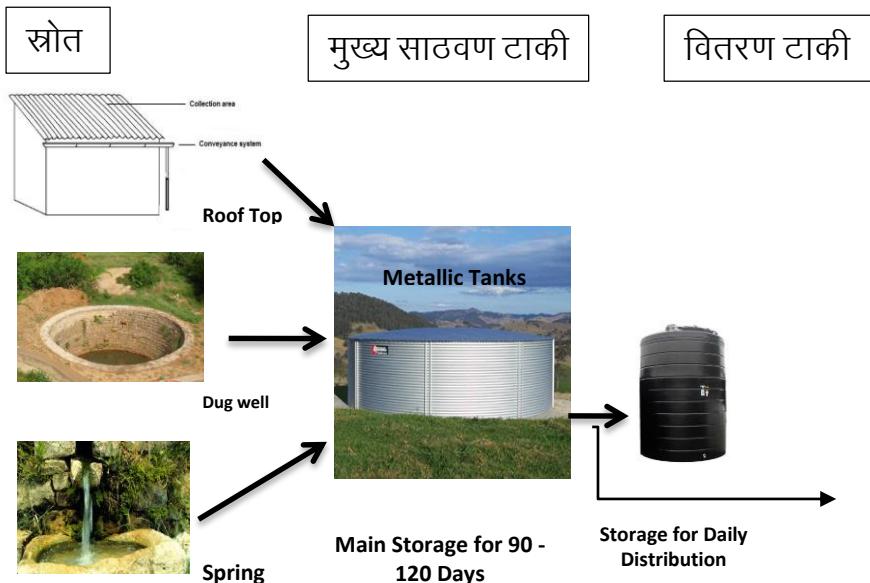 स्रोत
मुख्य साठवण टाकी
वितरण टाकी
Collection area
Conveyance system
Roof Top
Metallic Tanks
Dug well
Spring
Main Storage for 90 -
120 Days
Storage for Daily
Distribution